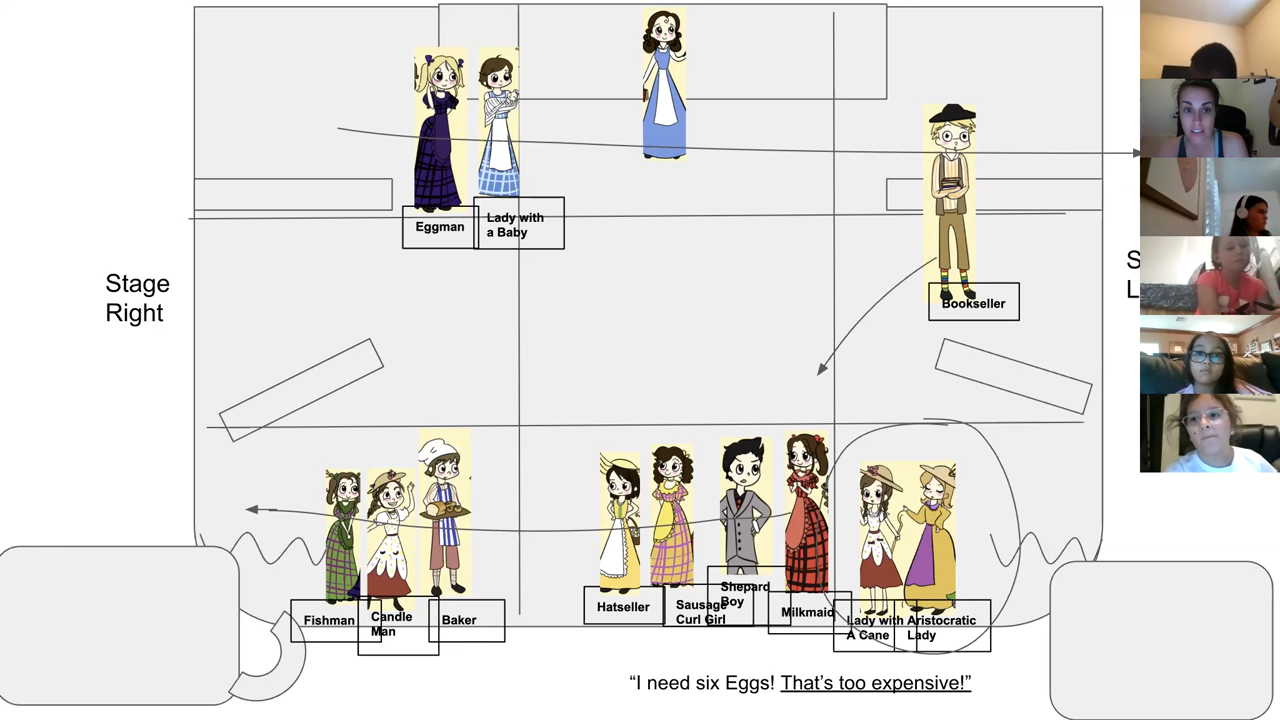 Eggman
Lady with
a Baby
Stage
Right
Bookseller
Fishman
Candle
Man
Baker
Hatseller
Sausage
Curl Girl
Shepard
Boy
Milkmaid
Lady with
A Cane
Aristocratic
Lady
“I need six Eggs! That’s too expensive!”